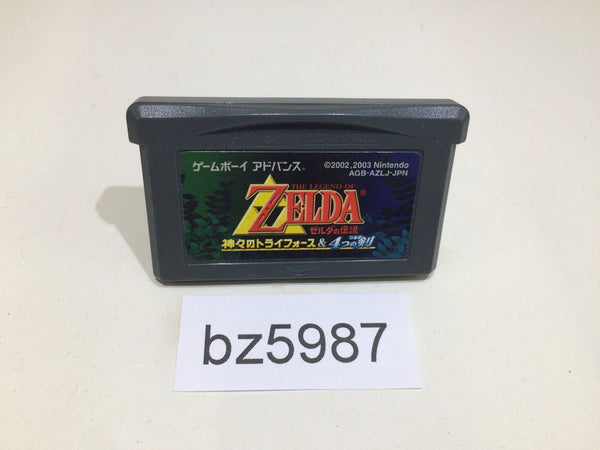 ゲームボーイ アドバンス®
©2002,2003 Nintendo
AGB-AZLJ-JPN
THE LEGEND OF
ZELDA®
ゼルダの伝説
神々のトライフォース&4つの剣
bz5987